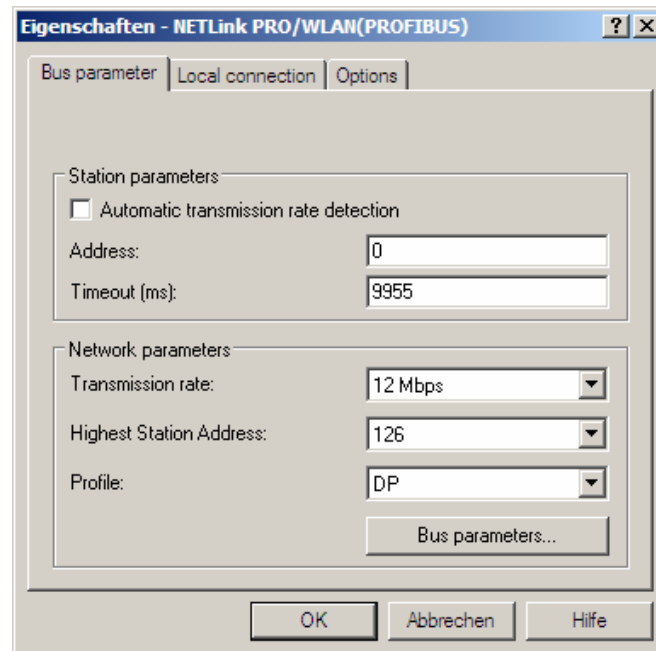 Eigenschaften - NETLink PRO/WLAN(PROFIBUS)
Bus parameter Local connection Options
Station parameters
Automatic transmission rate detection
Address: 0
Timeout (ms): 9955
Network parameters
Transmission rate: 12 Mbps
Highest Station Address: 126
Profile: DP
Bus parameters...
OK Abbrechen Hilfe